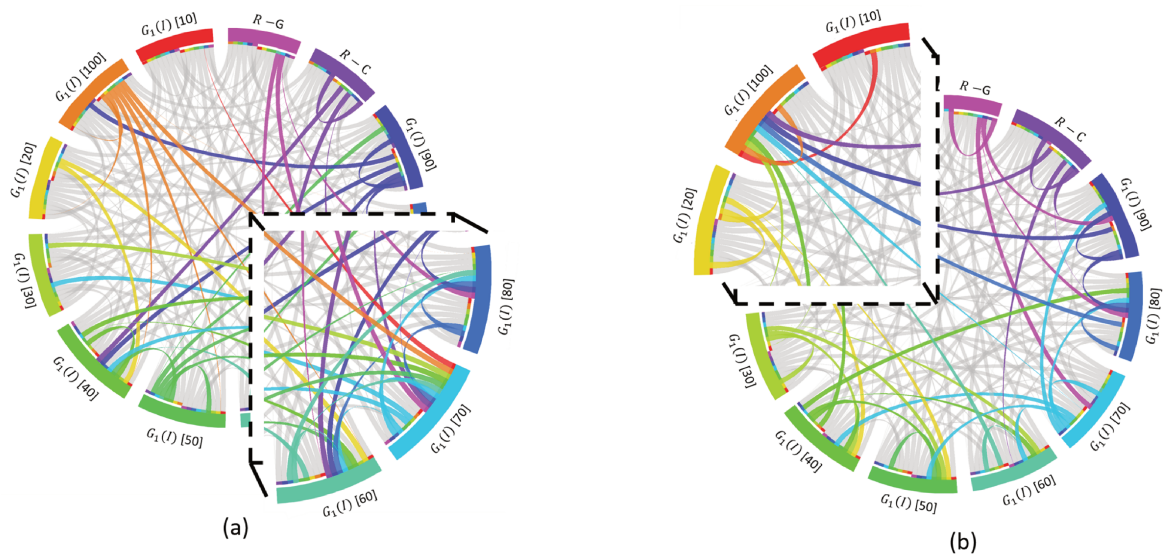 G₁(I) [10]
R − G
R − C
G₁(I) [90]
G₁(I) [80]
G₁(I) [70]
G₁(I) [60]
G₁(I) [50]
G₁(I) [40]
G₁(I) [30]
G₁(I) [20]
G₁(I) [100]
(a)
G₁(I) [10]
R − G
R − C
G₁(I) [90]
G₁(I) [80]
G₁(I) [70]
G₁(I) [60]
G₁(I) [50]
G₁(I) [40]
G₁(I) [30]
G₁(I) [20]
G₁(I) [100]
(b)